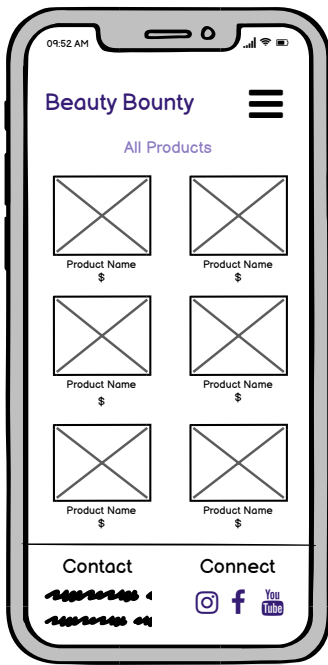 09:52 AM
Beauty Bounty
All Products
Product Name Product Name
$ $
Product Name Product Name
$ $
Product Name Product Name
$ $
Contact Connect
You
Tube